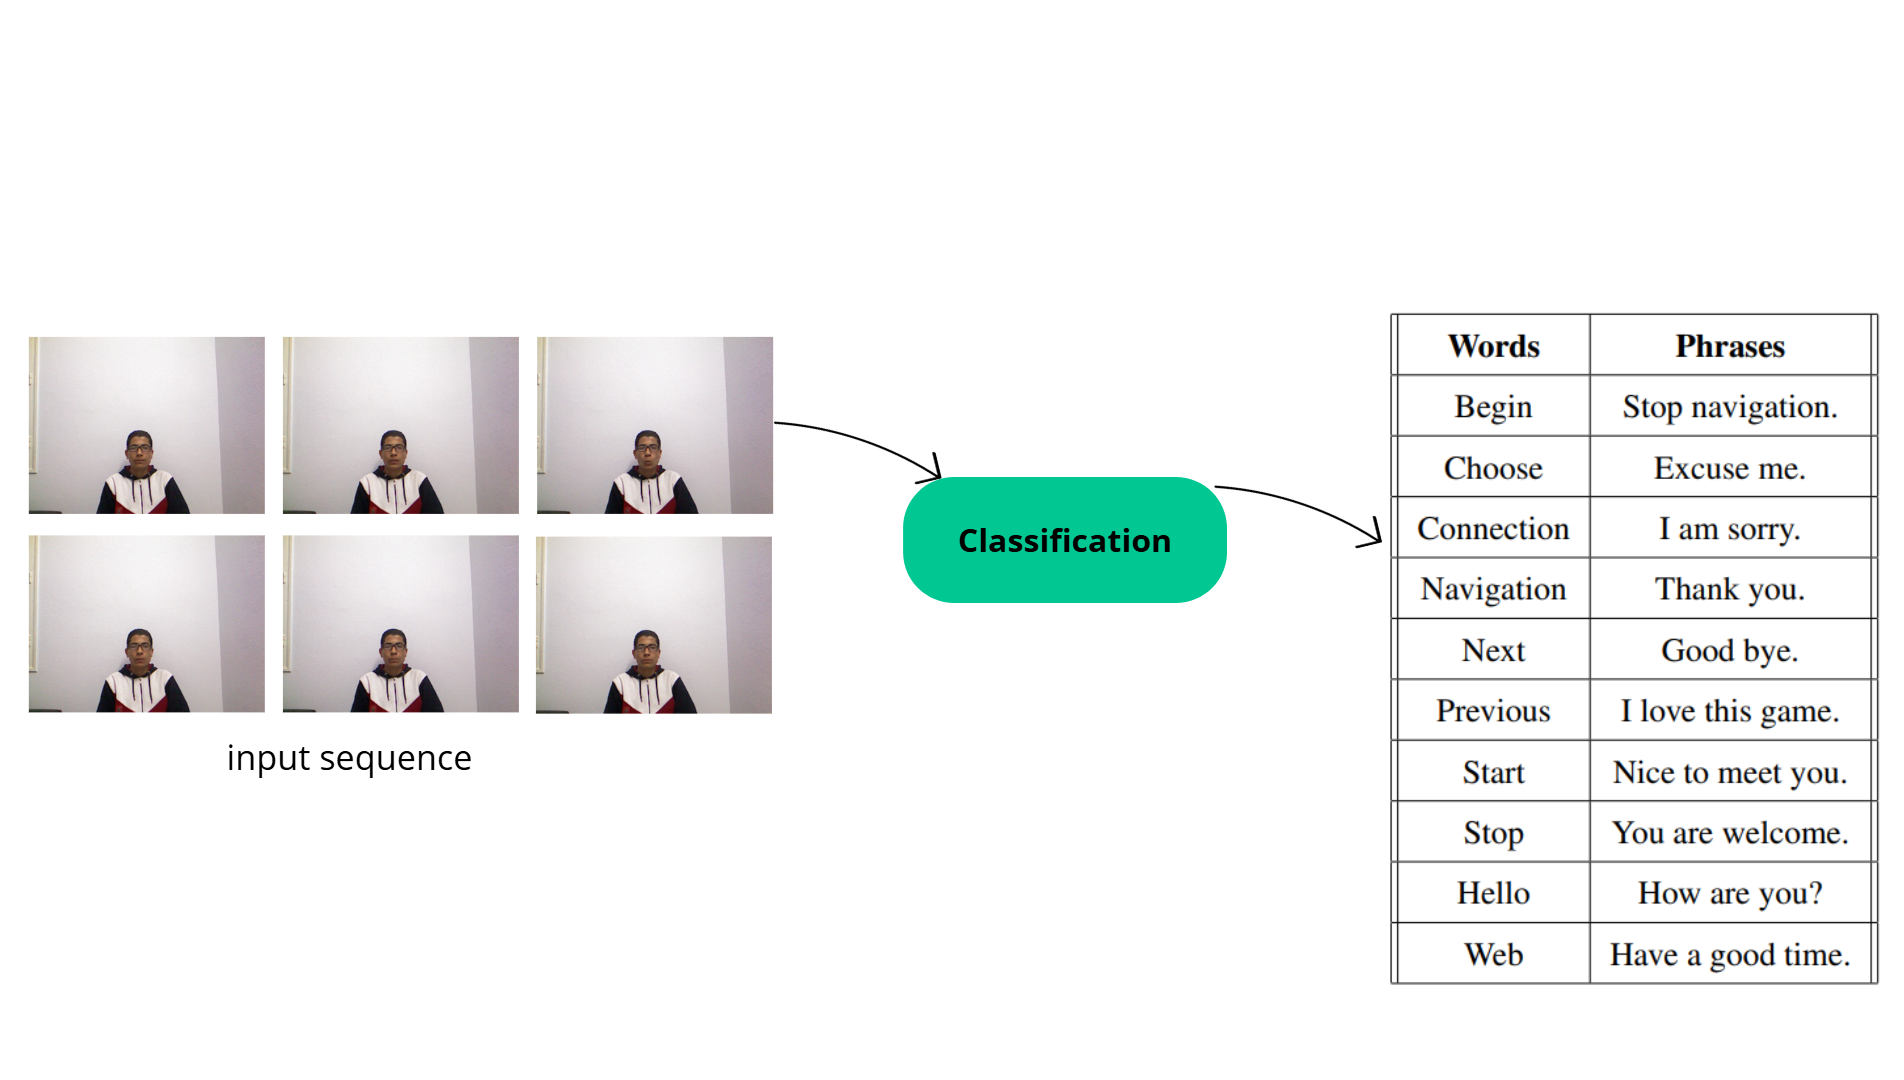 input sequence
Classification
Words Phrases
Begin Stop navigation.
Choose Excuse me.
Connection I am sorry.
Navigation Thank you.
Next Good bye.
Previous I love this game.
Start Nice to meet you.
Stop You are welcome.
Hello How are you?
Web Have a good time.